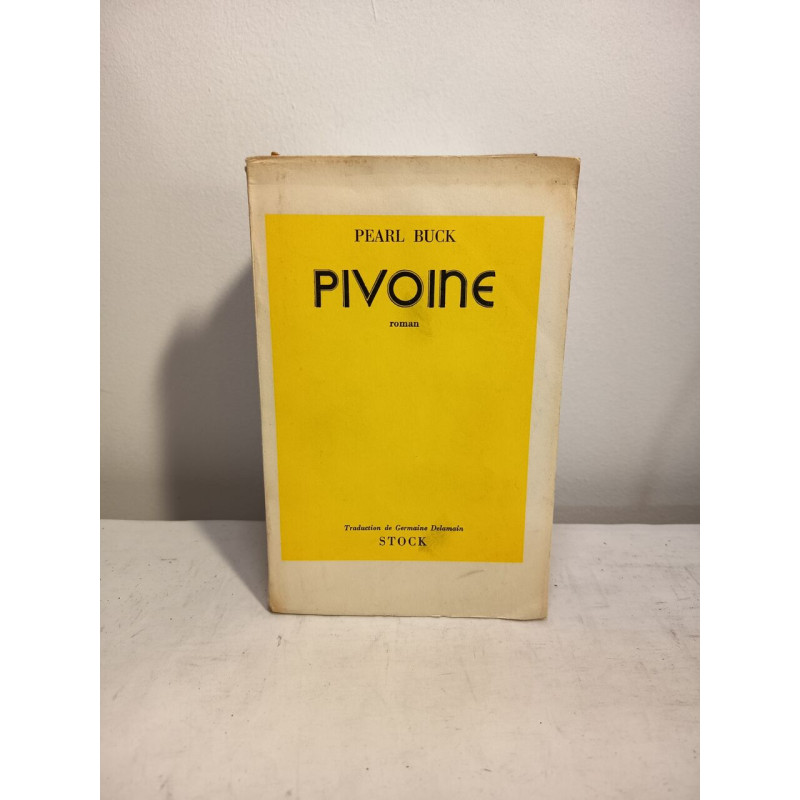 PEARL BUCK
PIVOINE
roman
Traduction de Germaine Delamain
STOCK